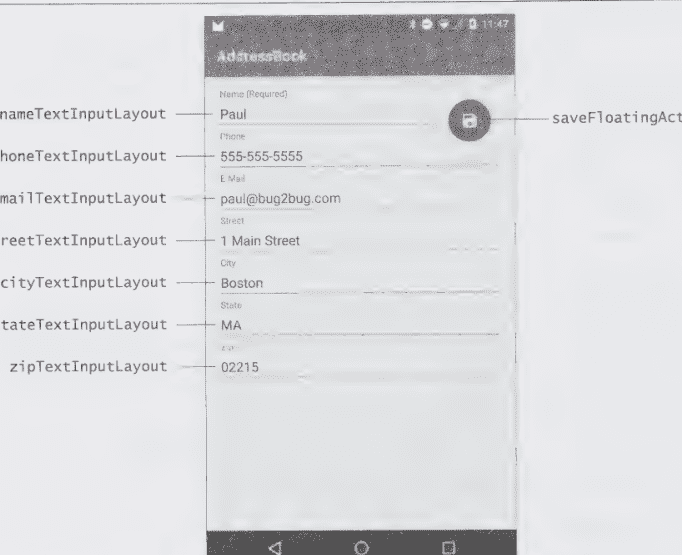 11:47
AddressBook
Name (Required)
nameTextInputLayout
Paul
saveFloatingAct
Phone
honeTextInputLayout
555-555-5555
E Mail
mailTextInputLayout
paul@bug2bug.com
Street
reetTextInputLayout
1 Main Street
City
cityTextInputLayout
Boston
State
tateTextInputLayout
MA
zipTextInputLayout
02215